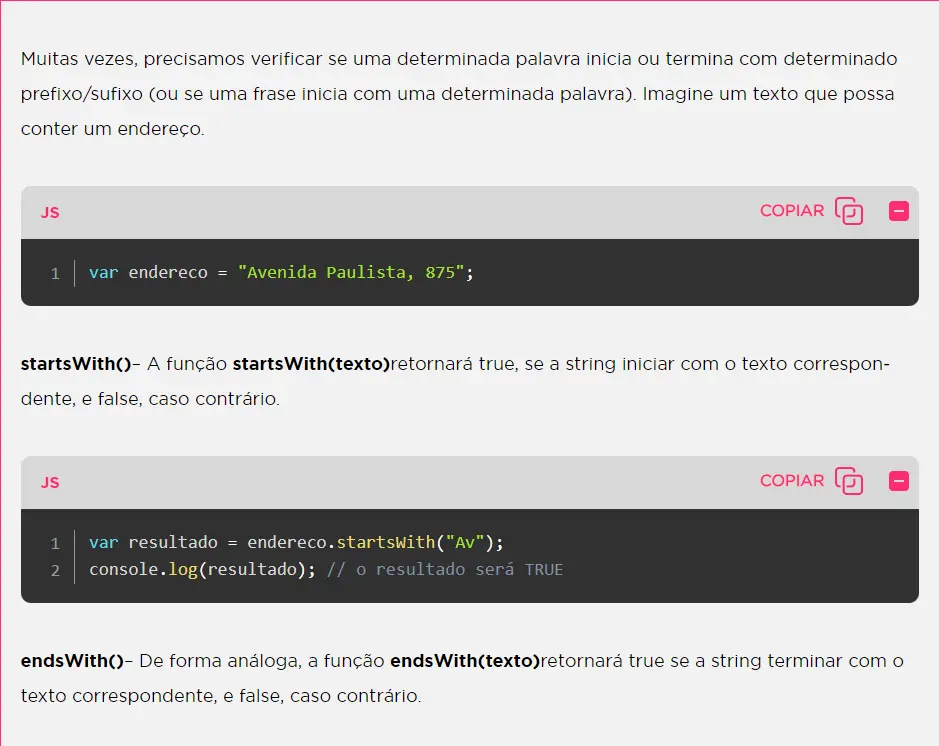 Muitas vezes, precisamos verificar se uma determinada palavra inicia ou termina com determinado
prefixo/sufixo (ou se uma frase inicia com uma determinada palavra). Imagine um texto que possa
conter um endereço.
JS COPIAR
1 var endereco = "Avenida Paulista, 875";
startsWith()– A função startsWith(texto)retornará true, se a string iniciar com o texto correspon-
dente, e false, caso contrário.
JS COPIAR
1 var resultado = endereco.startsWith("Av");
2 console.log(resultado); // o resultado será TRUE
endsWith()– De forma análoga, a função endsWith(texto)retornará true se a string terminar com o
texto correspondente, e false, caso contrário.